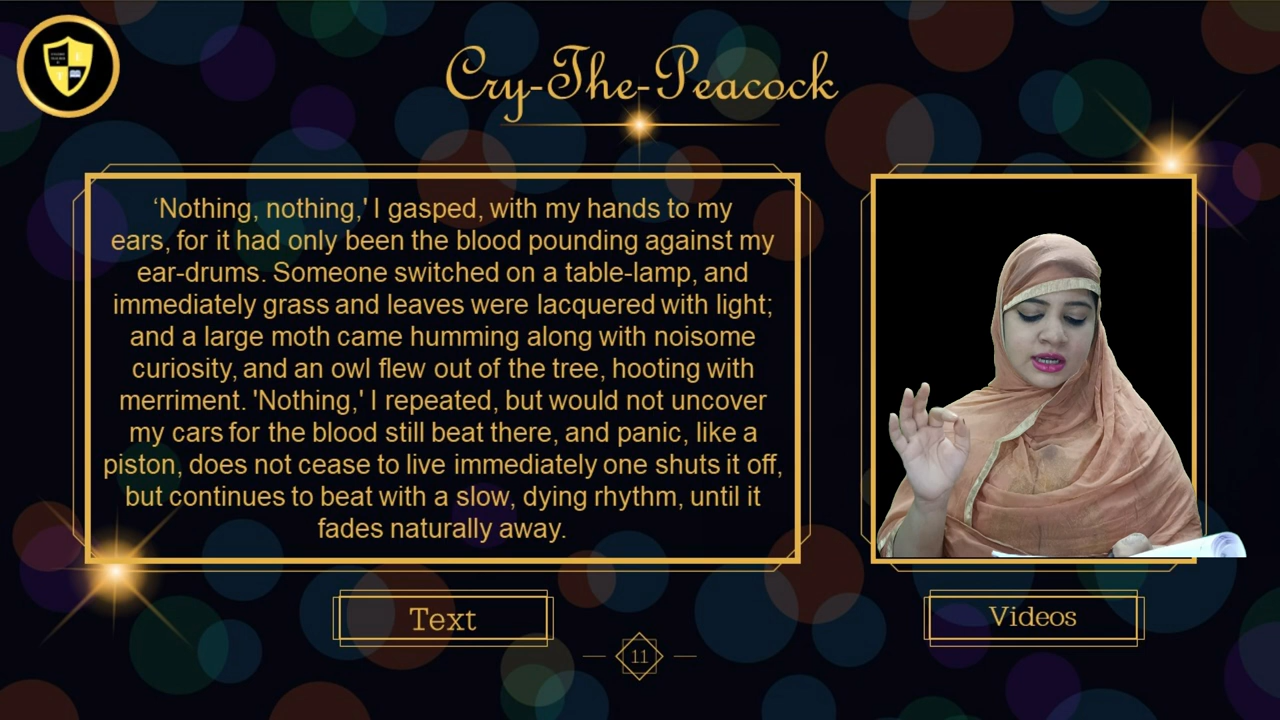 Cry-The-Peacock
‘Nothing, nothing,' I gasped, with my hands to my
ears, for it had only been the blood pounding against my
ear-drums. Someone switched on a table-lamp, and
immediately grass and leaves were lacquered with light;
and a large moth came humming along with noisome
curiosity, and an owl flew out of the tree, hooting with
merriment. 'Nothing,' I repeated, but would not uncover
my cars for the blood still beat there, and panic, like a
piston, does not cease to live immediately one shuts it off,
but continues to beat with a slow, dying rhythm, until it
fades naturally away.
Text
Videos
11